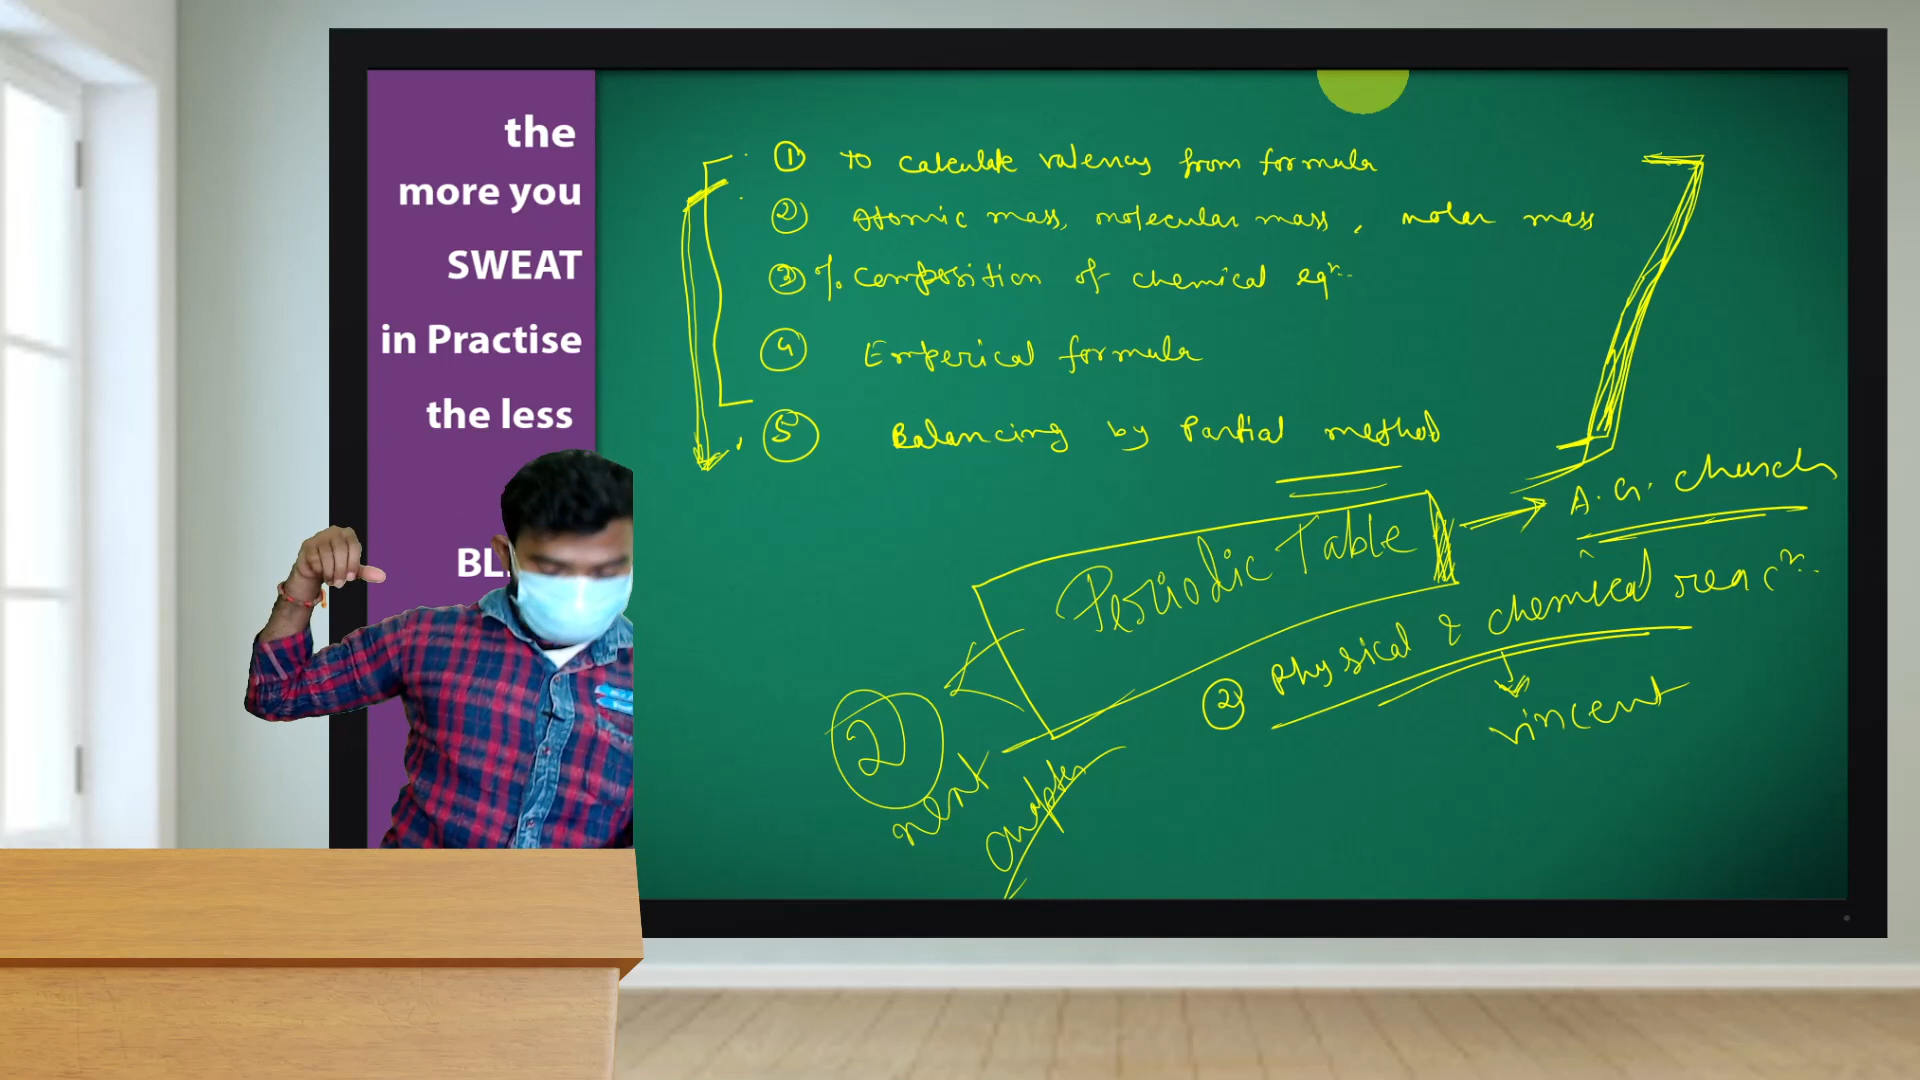 the
more you
SWEAT
in Practise
the less
BL
① to calculate valency from formula
② Atomic mass, molecular mass, molar mass
③ % Composition of chemical eqn..
④ Emperical formula
⑤ Balancing by Partial method
Periodic Table
A.G. church
② Physical & chemical reacn..
vincent
② next
chapter